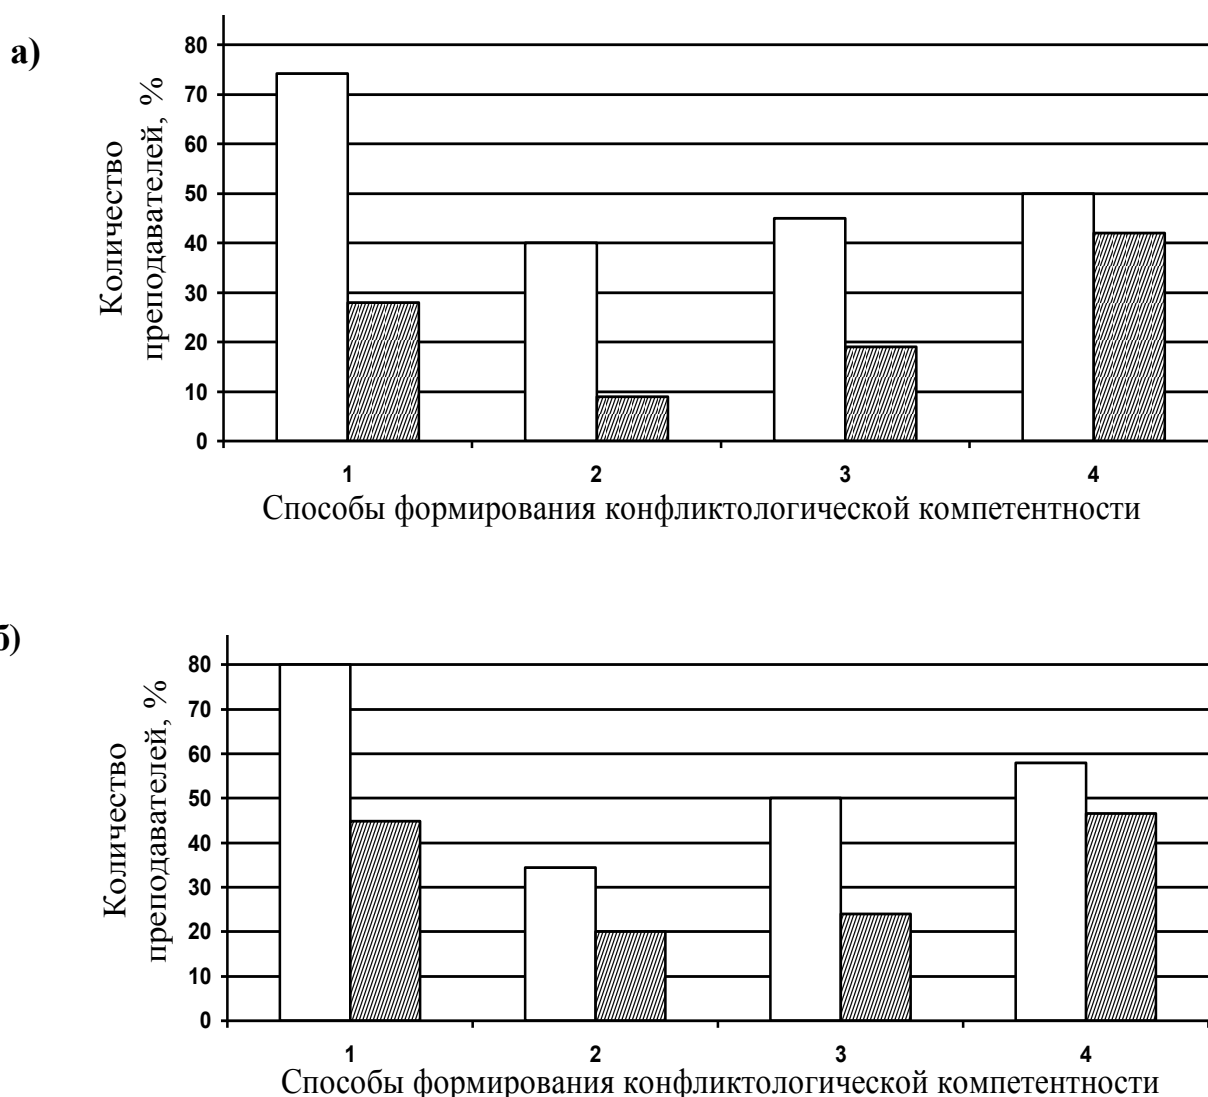 а)
Количество
преподавателей, %
80
70
60
50
40
30
20
10
0
1 2 3 4
Способы формирования конфликтологической компетентности
б)
Количество
преподавателей, %
80
70
60
50
40
30
20
10
0
1 2 3 4
Способы формирования конфликтологической компетентности